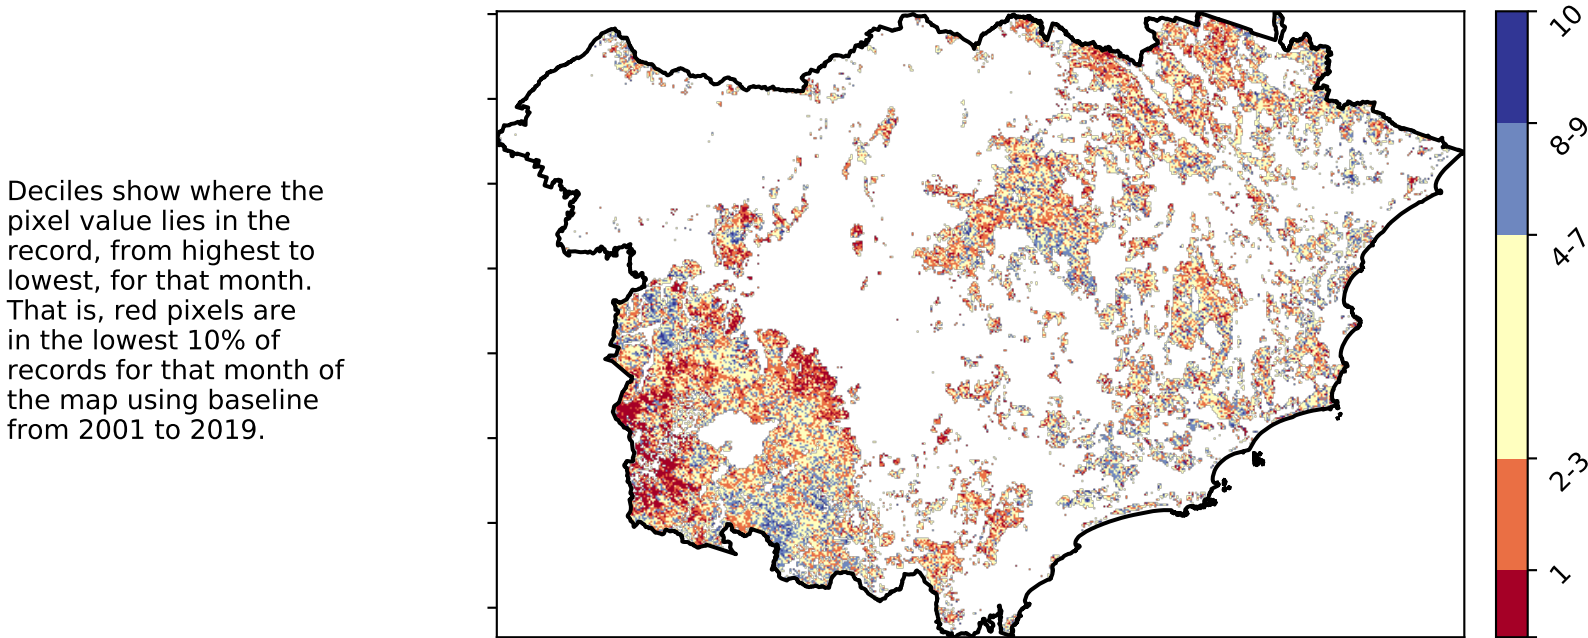 Deciles show where the
pixel value lies in the
record, from highest to
lowest, for that month.
That is, red pixels are
in the lowest 10% of
records for that month of
the map using baseline
from 2001 to 2019.
10
8-9
4-7
2-3
1